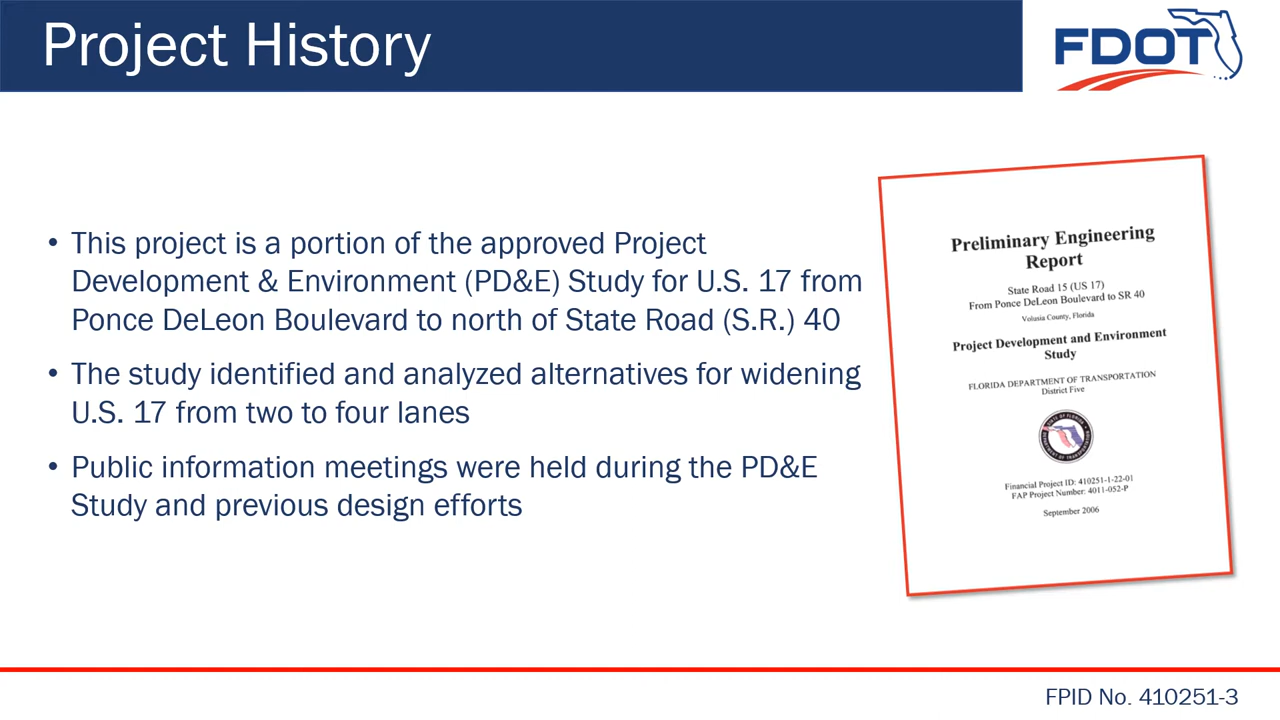 Project History
FDOT
• This project is a portion of the approved Project
Development & Environment (PD&E) Study for U.S. 17 from
Ponce DeLeon Boulevard to north of State Road (S.R.) 40
• The study identified and analyzed alternatives for widening
U.S. 17 from two to four lanes
• Public information meetings were held during the PD&E
Study and previous design efforts
Preliminary Engineering
Report
State Road 15 (US 17)
From Ponce DeLeon Boulevard to SR 40
Volusia County, Florida
Project Development and Environment
Study
FLORIDA DEPARTMENT OF TRANSPORTATION
District Five
Financial Project ID: 410251-1-22-01
FAP Project Number: 4011-052-P
September 2006
FPID No. 410251-3